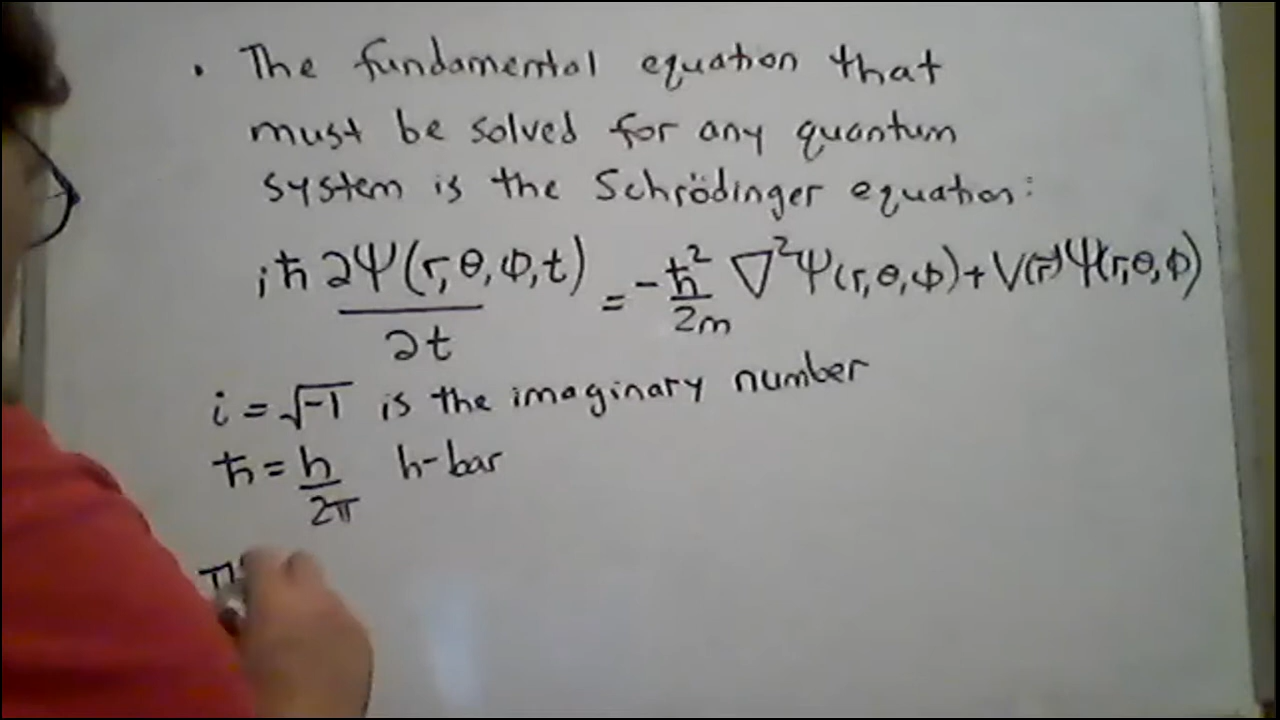 • The fundamental equation that
must be solved for any quantum
system is the Schrödinger equation:
iħ ∂Ψ(r,θ,φ,t)/∂t = -ħ²/2m ∇²Ψ(r,θ,φ) + V(r)Ψ(r,θ,φ)
i = √-1 is the imaginary number
ħ = h/2π h-bar